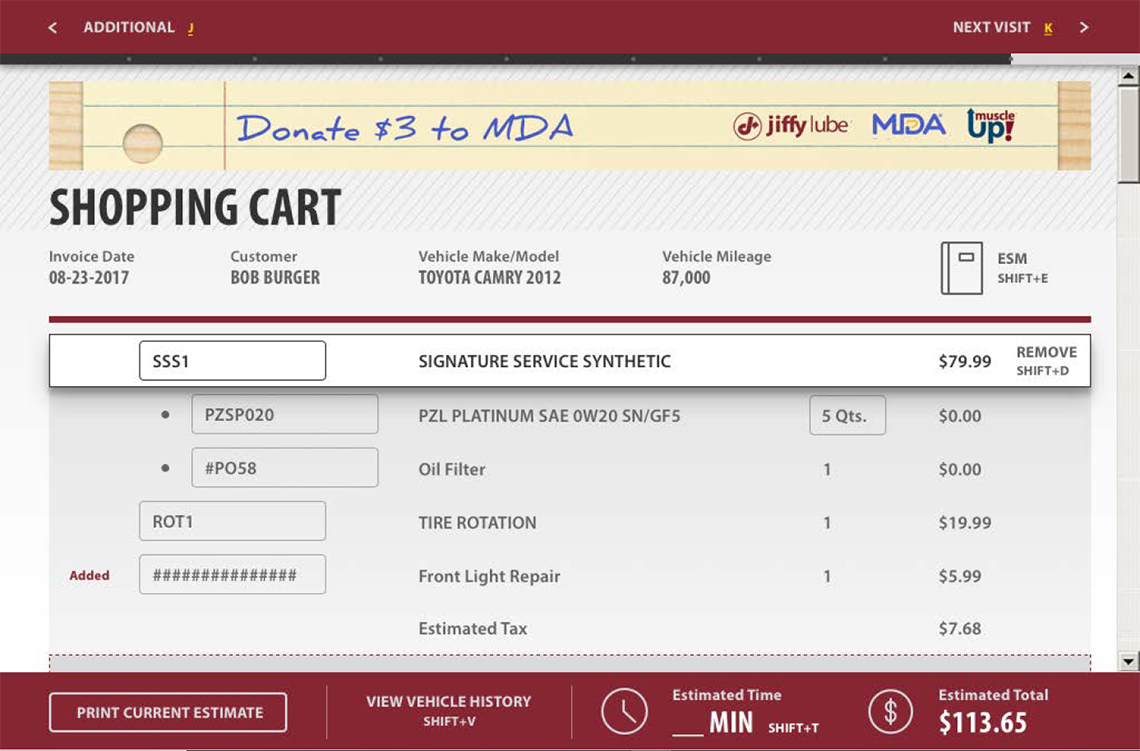 < ADDITIONAL J NEXT VISIT K >
Donate $3 to MDA jiffy lube MDA muscle Up!
SHOPPING CART
Invoice Date Customer Vehicle Make/Model Vehicle Mileage ESM
08-23-2017 BOB BURGER TOYOTA CAMRY 2012 87,000 SHIFT+E
SSS1 SIGNATURE SERVICE SYNTHETIC $79.99 REMOVE
SHIFT+D
• PZSP020 PZL PLATINUM SAE 0W20 SN/GF5 5 Qts. $0.00
• #PO58 Oil Filter 1 $0.00
ROT1 TIRE ROTATION 1 $19.99
Added ############### Front Light Repair 1 $5.99
Estimated Tax $7.68
PRINT CURRENT ESTIMATE VIEW VEHICLE HISTORY Estimated Time $ Estimated Total
SHIFT+V ___ MIN SHIFT+T $113.65